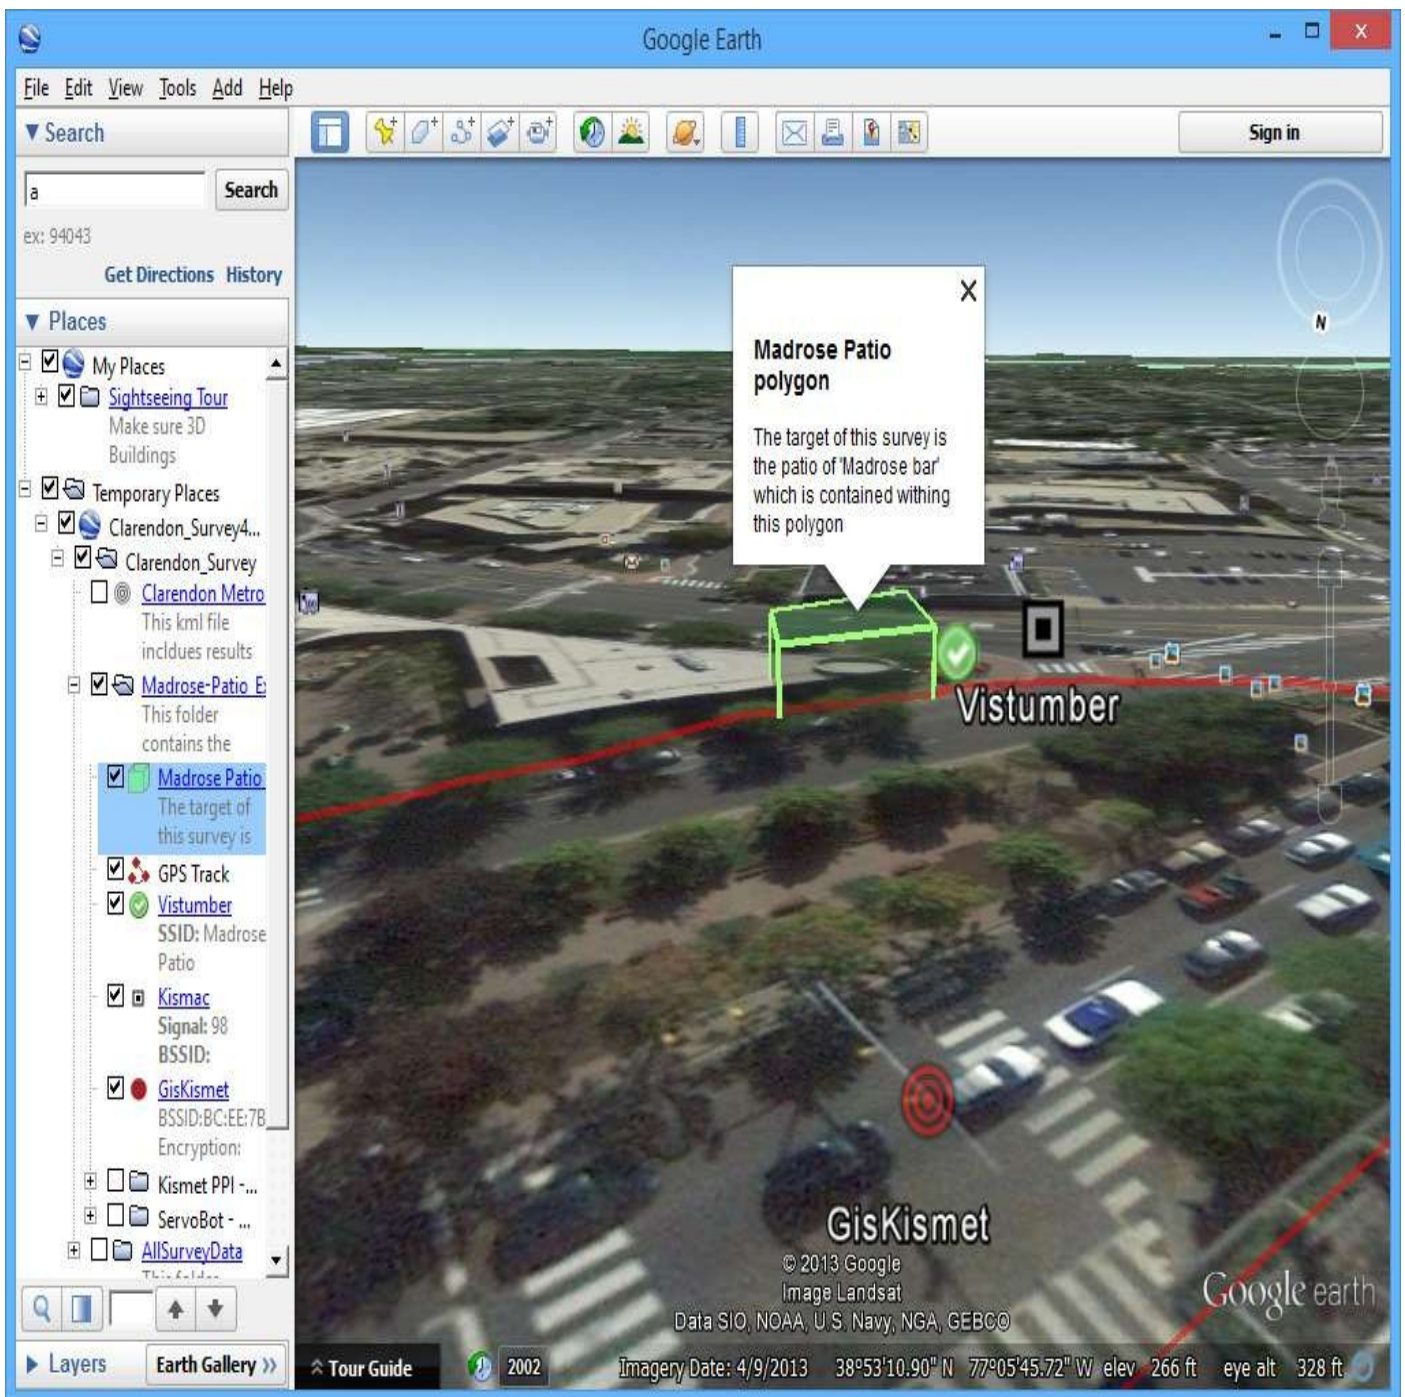 Google Earth
File Edit View Tools Add Help
Search
Sign in
a
Search
ex: 94043
Get Directions History
Places
My Places
Sightseeing Tour
Make sure 3D
Buildings
Temporary Places
Clarendon_Survey4...
Clarendon_Survey
Clarendon Metro
This kml file
incldues results
Madrose-Patio E
This folder
contains the
Madrose Patio
The target of
this survey is
GPS Track
Vistumber
SSID: Madrose
Patio
Kismac
Signal: 98
BSSID:
GisKismet
BSSID:BC:EE:7B
Encryption:
Kismet PPI -...
ServoBot - ...
AllSurveyData
This folder
Layers
Earth Gallery >>
N
Madrose Patio
polygon
The target of this survey is
the patio of 'Madrose bar'
which is contained withing
this polygon
Vistumber
GisKismet
© 2013 Google
Image Landsat
Data SIO, NOAA, U.S. Navy, NGA, GEBCO
Google earth
Tour Guide
2002
Imagery Date: 4/9/2013 38°53'10.90" N 77°05'45.72" W elev 266 ft eye alt 328 ft